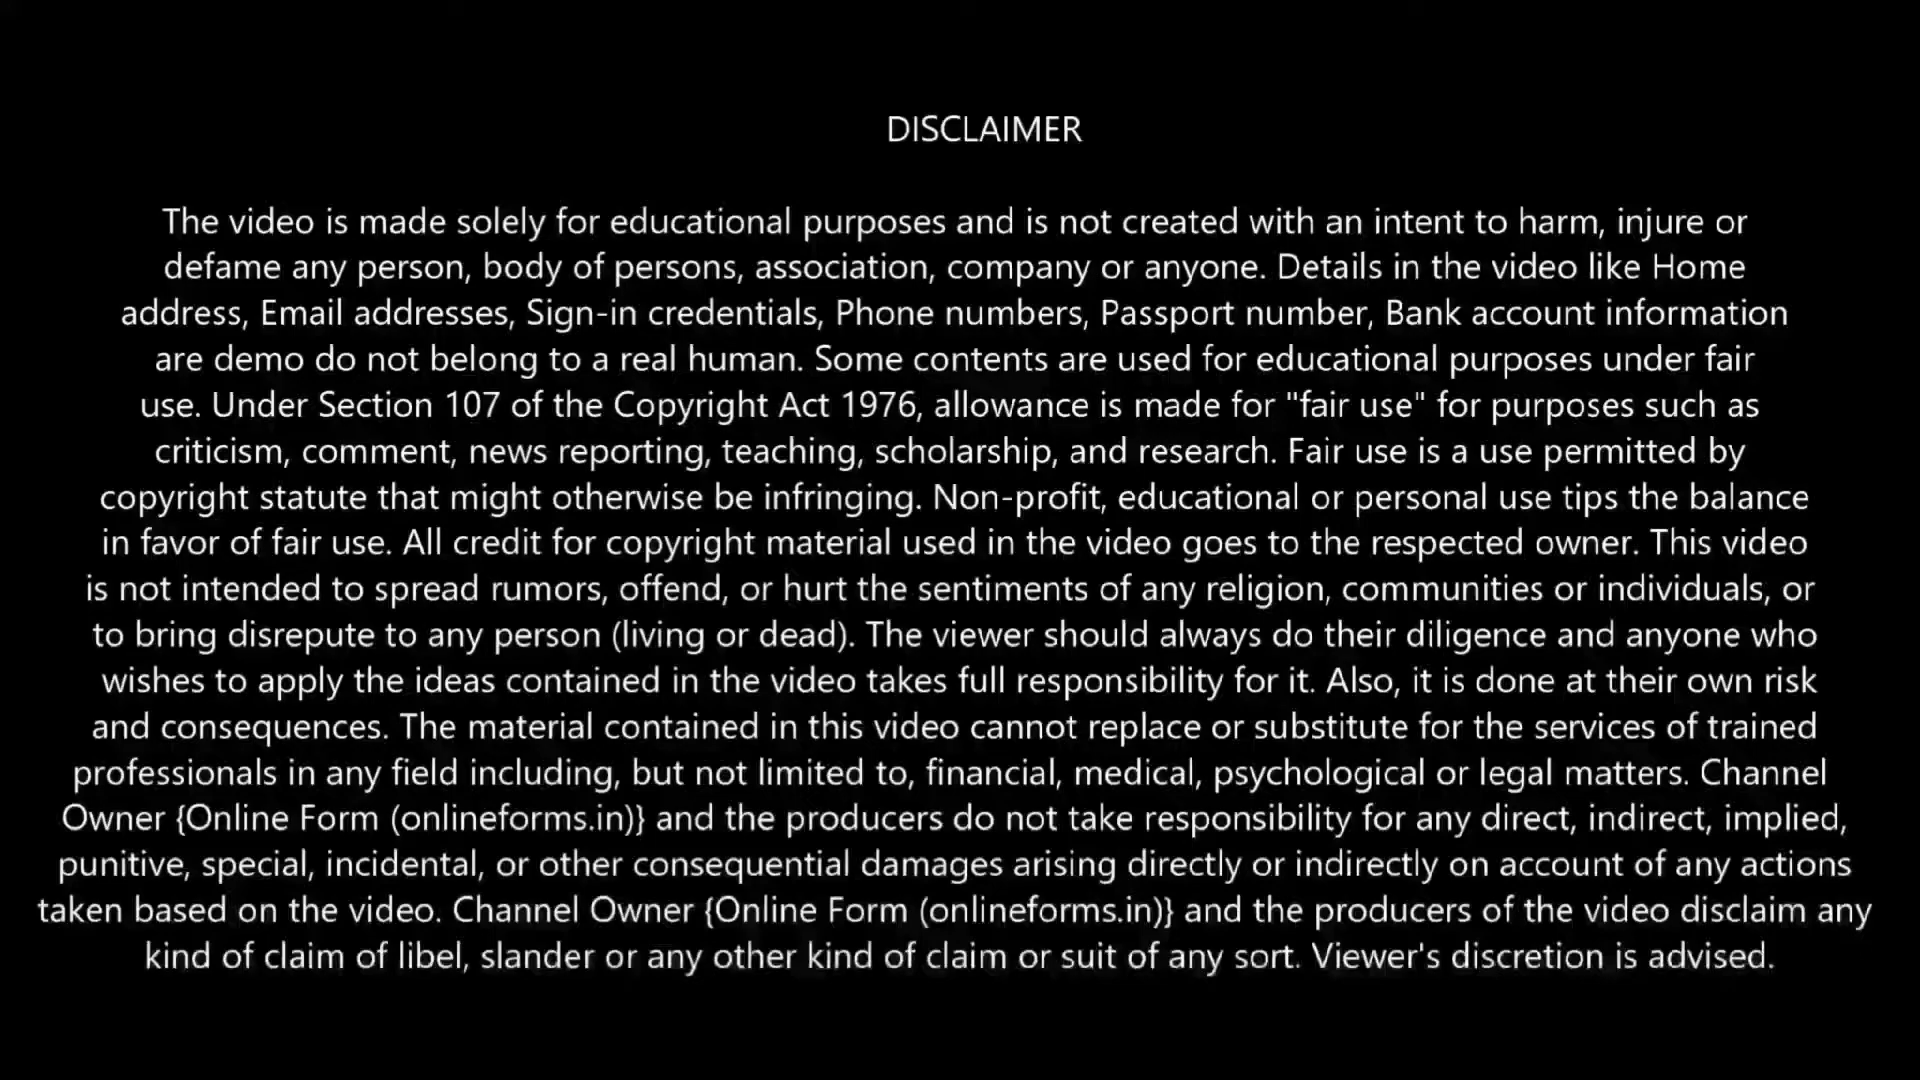 DISCLAIMER
The video is made solely for educational purposes and is not created with an intent to harm, injure or
defame any person, body of persons, association, company or anyone. Details in the video like Home
address, Email addresses, Sign-in credentials, Phone numbers, Passport number, Bank account information
are demo do not belong to a real human. Some contents are used for educational purposes under fair
use. Under Section 107 of the Copyright Act 1976, allowance is made for "fair use" for purposes such as
criticism, comment, news reporting, teaching, scholarship, and research. Fair use is a use permitted by
copyright statute that might otherwise be infringing. Non-profit, educational or personal use tips the balance
in favor of fair use. All credit for copyright material used in the video goes to the respected owner. This video
is not intended to spread rumors, offend, or hurt the sentiments of any religion, communities or individuals, or
to bring disrepute to any person (living or dead). The viewer should always do their diligence and anyone who
wishes to apply the ideas contained in the video takes full responsibility for it. Also, it is done at their own risk
and consequences. The material contained in this video cannot replace or substitute for the services of trained
professionals in any field including, but not limited to, financial, medical, psychological or legal matters. Channel
Owner {Online Form (onlineforms.in)} and the producers do not take responsibility for any direct, indirect, implied,
punitive, special, incidental, or other consequential damages arising directly or indirectly on account of any actions
taken based on the video. Channel Owner {Online Form (onlineforms.in)} and the producers of the video disclaim any
kind of claim of libel, slander or any other kind of claim or suit of any sort. Viewer's discretion is advised.